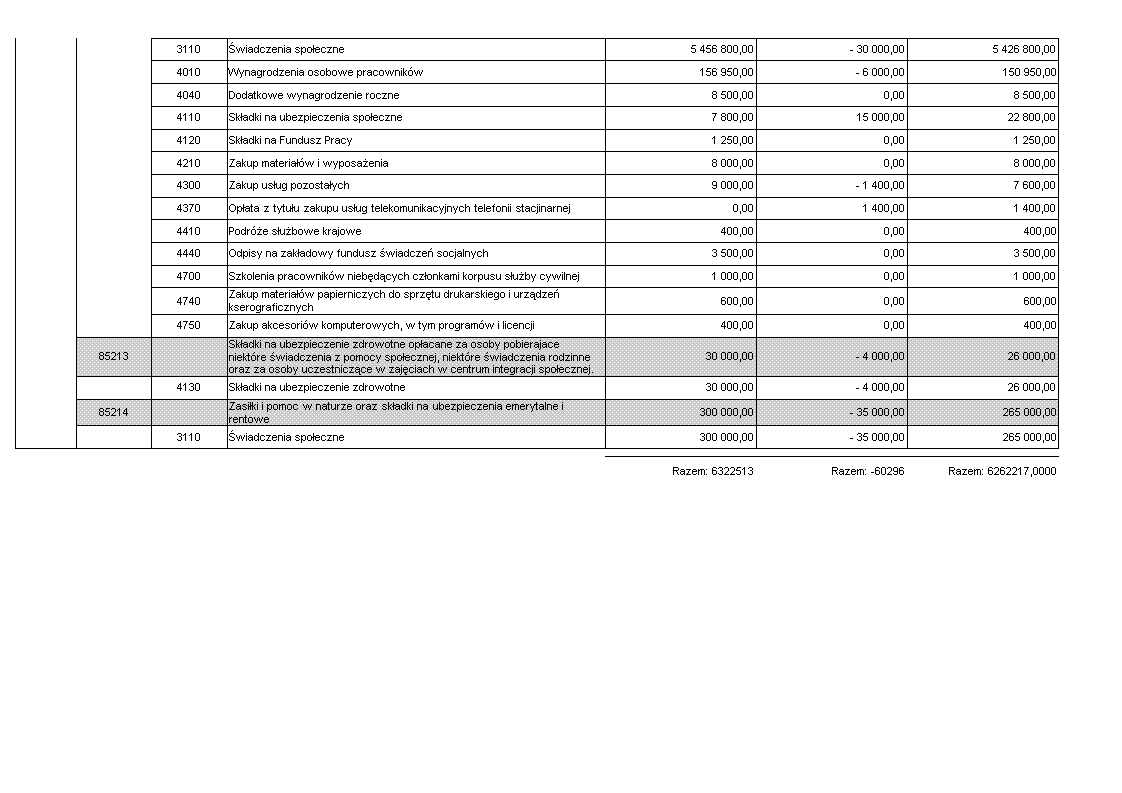 3110 Świadczenia społeczne 5 456 800,00 - 30 000,00 5 426 800,00
4010 Wynagrodzenia osobowe pracowników 156 950,00 - 6 000,00 150 950,00
4040 Dodatkowe wynagrodzenie roczne 8 500,00 0,00 8 500,00
4110 Składki na ubezpieczenia społeczne 7 800,00 15 000,00 22 800,00
4120 Składki na Fundusz Pracy 1 250,00 0,00 1 250,00
4210 Zakup materiałów i wyposażenia 8 000,00 0,00 8 000,00
4300 Zakup usług pozostałych 9 000,00 - 1 400,00 7 600,00
4370 Opłata z tytułu zakupu usług telekomunikacyjnych telefonii stacjinarnej 0,00 1 400,00 1 400,00
4410 Podróże służbowe krajowe 400,00 0,00 400,00
4440 Odpisy na zakładowy fundusz świadczeń socjalnych 3 500,00 0,00 3 500,00
4700 Szkolenia pracowników niebędących członkami korpusu służby cywilnej 1 000,00 0,00 1 000,00
4740 Zakup materiałów papierniczych do sprzętu drukarskiego i urządzeń
kserograficznych 600,00 0,00 600,00
4750 Zakup akcesoriów komputerowych, w tym programów i licencji 400,00 0,00 400,00
85213 Składki na ubezpieczenie zdrowotne opłacane za osoby pobierajace
niektóre świadczenia z pomocy społecznej, niektóre świadczenia rodzinne 30 000,00 - 4 000,00 26 000,00
oraz za osoby uczestniczące w zajęciach w centrum integracji społecznej.
4130 Składki na ubezpieczenie zdrowotne 30 000,00 - 4 000,00 26 000,00
85214 Zasiłki i pomoc w naturze oraz składki na ubezpieczenia emerytalne i
rentowe 300 000,00 - 35 000,00 265 000,00
3110 Świadczenia społeczne 300 000,00 - 35 000,00 265 000,00
Razem: 6322513 Razem: -60296 Razem: 6262217,0000